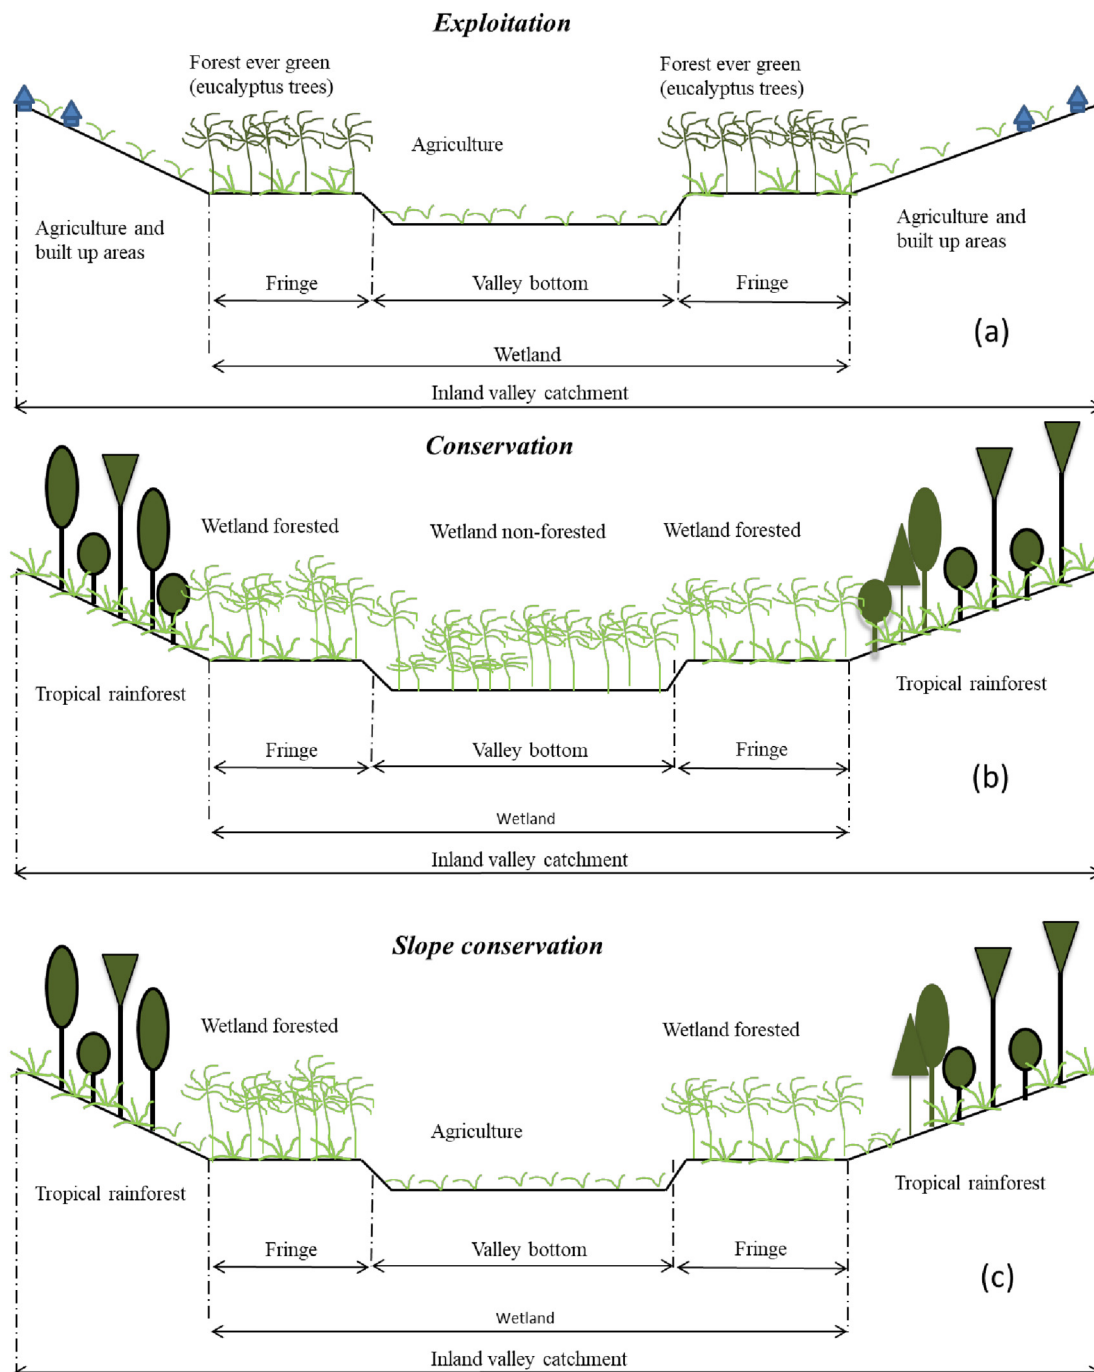 Exploitation
Forest ever green
(eucalyptus trees)
Forest ever green
(eucalyptus trees)
Agriculture
Agriculture and
built up areas
Agriculture and
built up areas
Fringe
Valley bottom
Fringe
(a)
Wetland
Inland valley catchment
Conservation
Wetland forested
Wetland non-forested
Wetland forested
Tropical rainforest
Tropical rainforest
Fringe
Valley bottom
Fringe
(b)
Wetland
Inland valley catchment
Slope conservation
Wetland forested
Wetland forested
Agriculture
Tropical rainforest
Tropical rainforest
Fringe
Valley bottom
Fringe
(c)
Wetland
Inland valley catchment